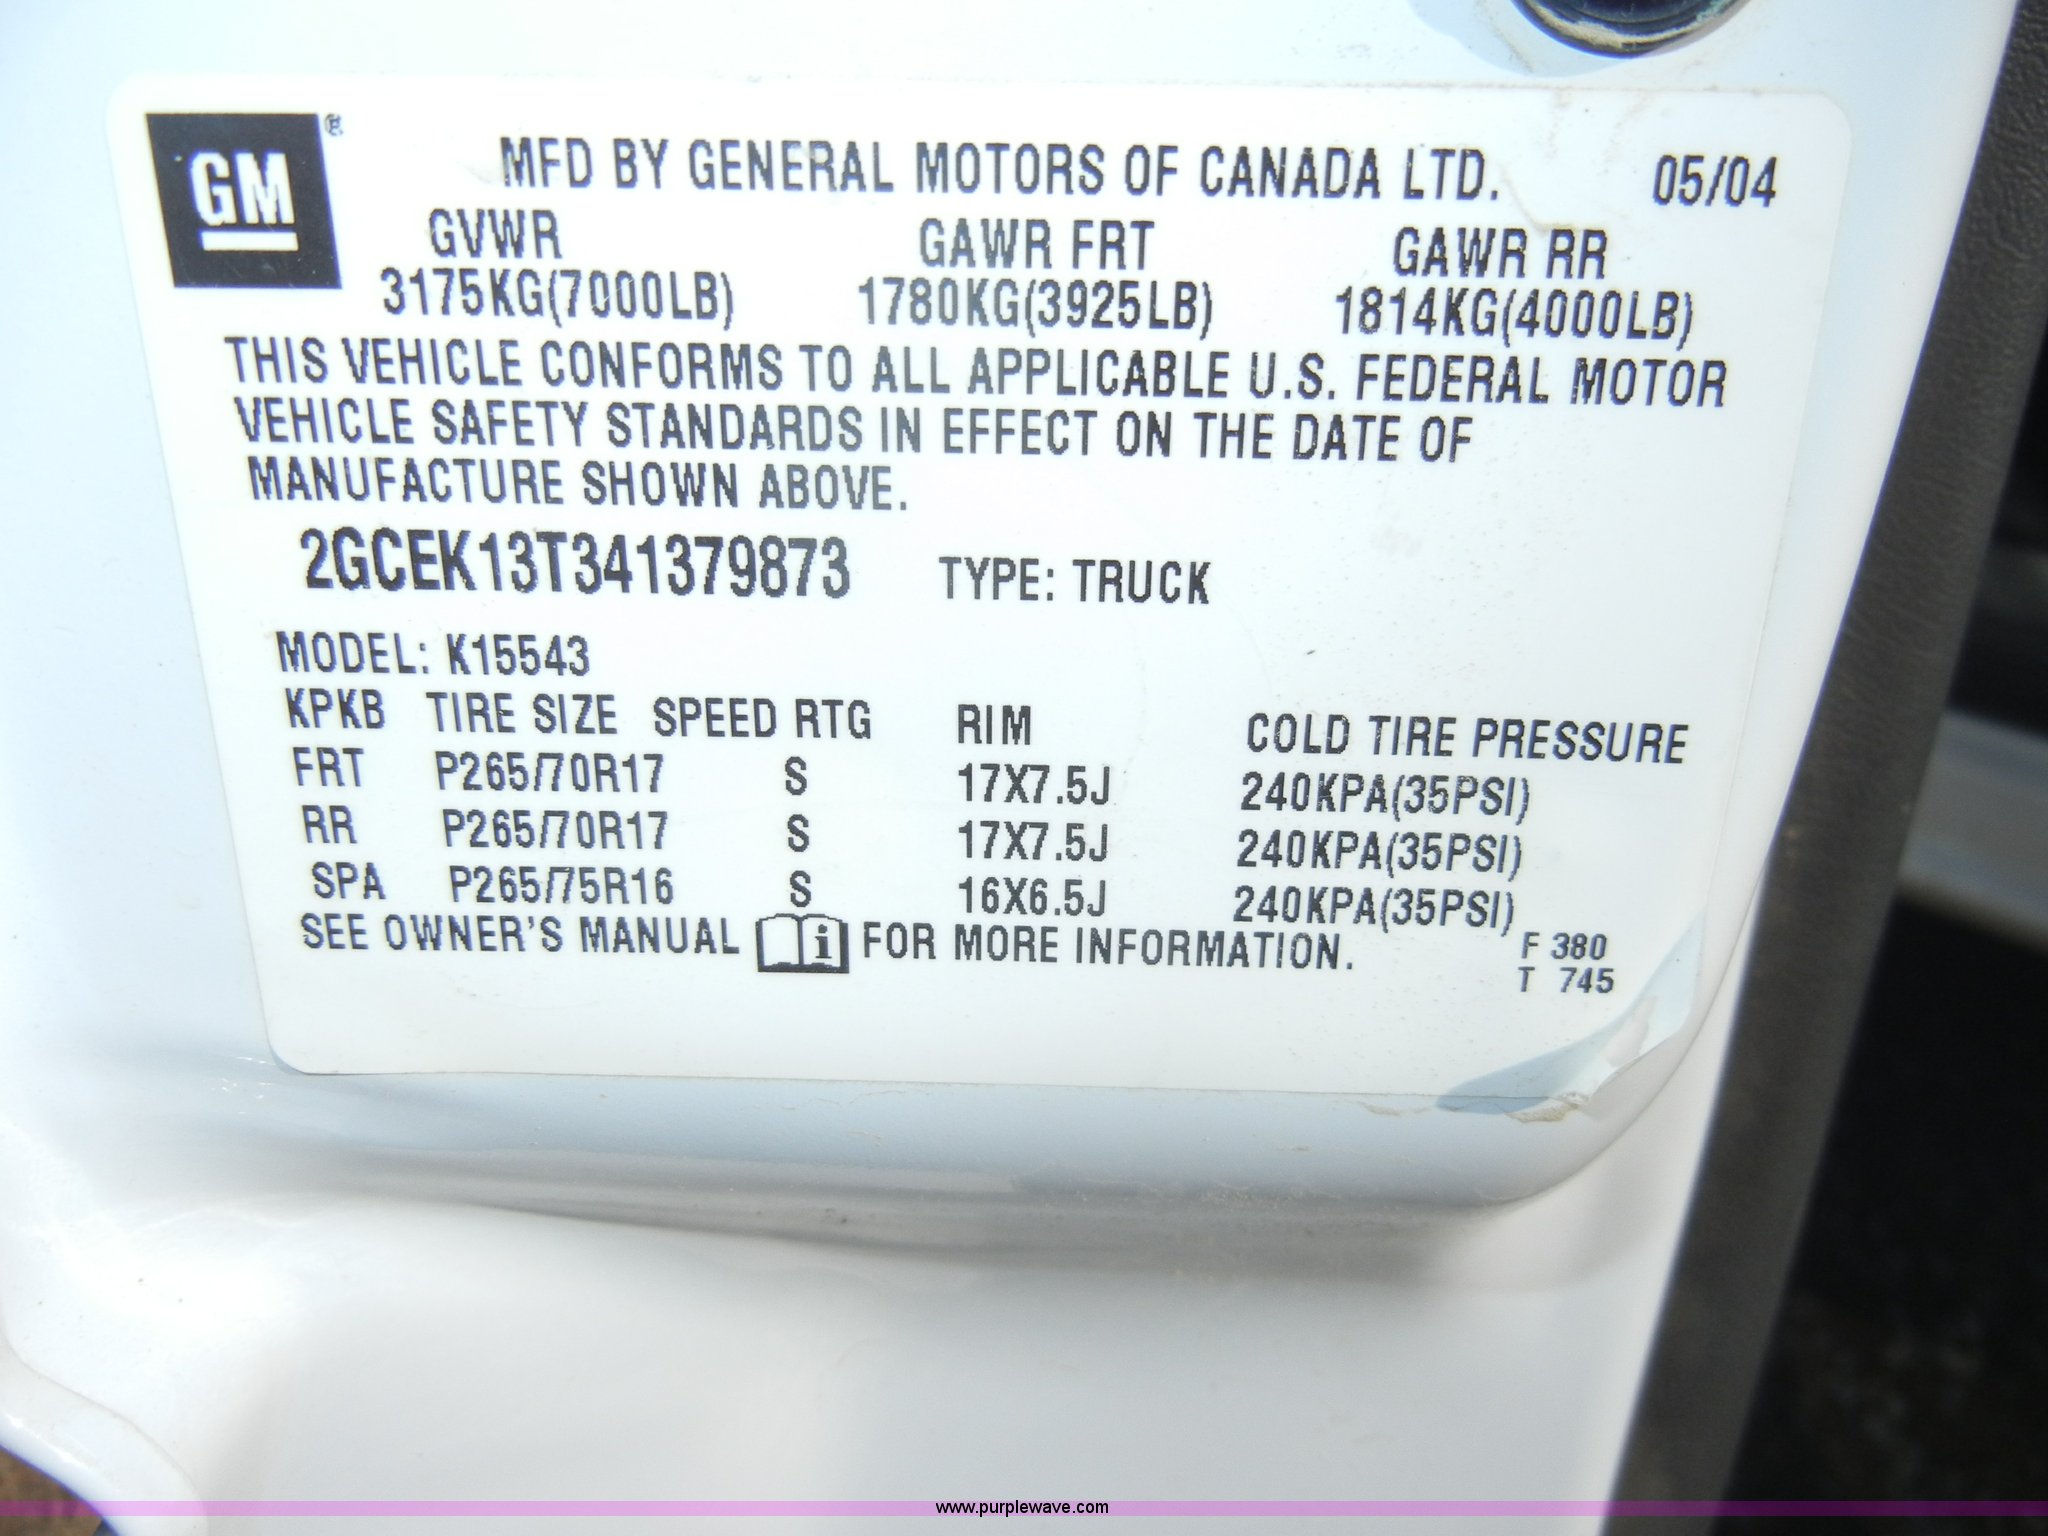 GM ®
MFD BY GENERAL MOTORS OF CANADA LTD. 05/04
GVWR GAWR FRT GAWR RR
3175KG(7000LB) 1780KG(3925LB) 1814KG(4000LB)
THIS VEHICLE CONFORMS TO ALL APPLICABLE U.S. FEDERAL MOTOR
VEHICLE SAFETY STANDARDS IN EFFECT ON THE DATE OF
MANUFACTURE SHOWN ABOVE.
2GCEK13T341379873 TYPE: TRUCK
MODEL: K15543
KPKB TIRE SIZE SPEED RTG RIM COLD TIRE PRESSURE
FRT P265/70R17 S 17X7.5J 240KPA(35PSI)
RR P265/70R17 S 17X7.5J 240KPA(35PSI)
SPA P265/75R16 S 16X6.5J 240KPA(35PSI)
SEE OWNER'S MANUAL i FOR MORE INFORMATION.
F 380
T 745
www.purplewave.com